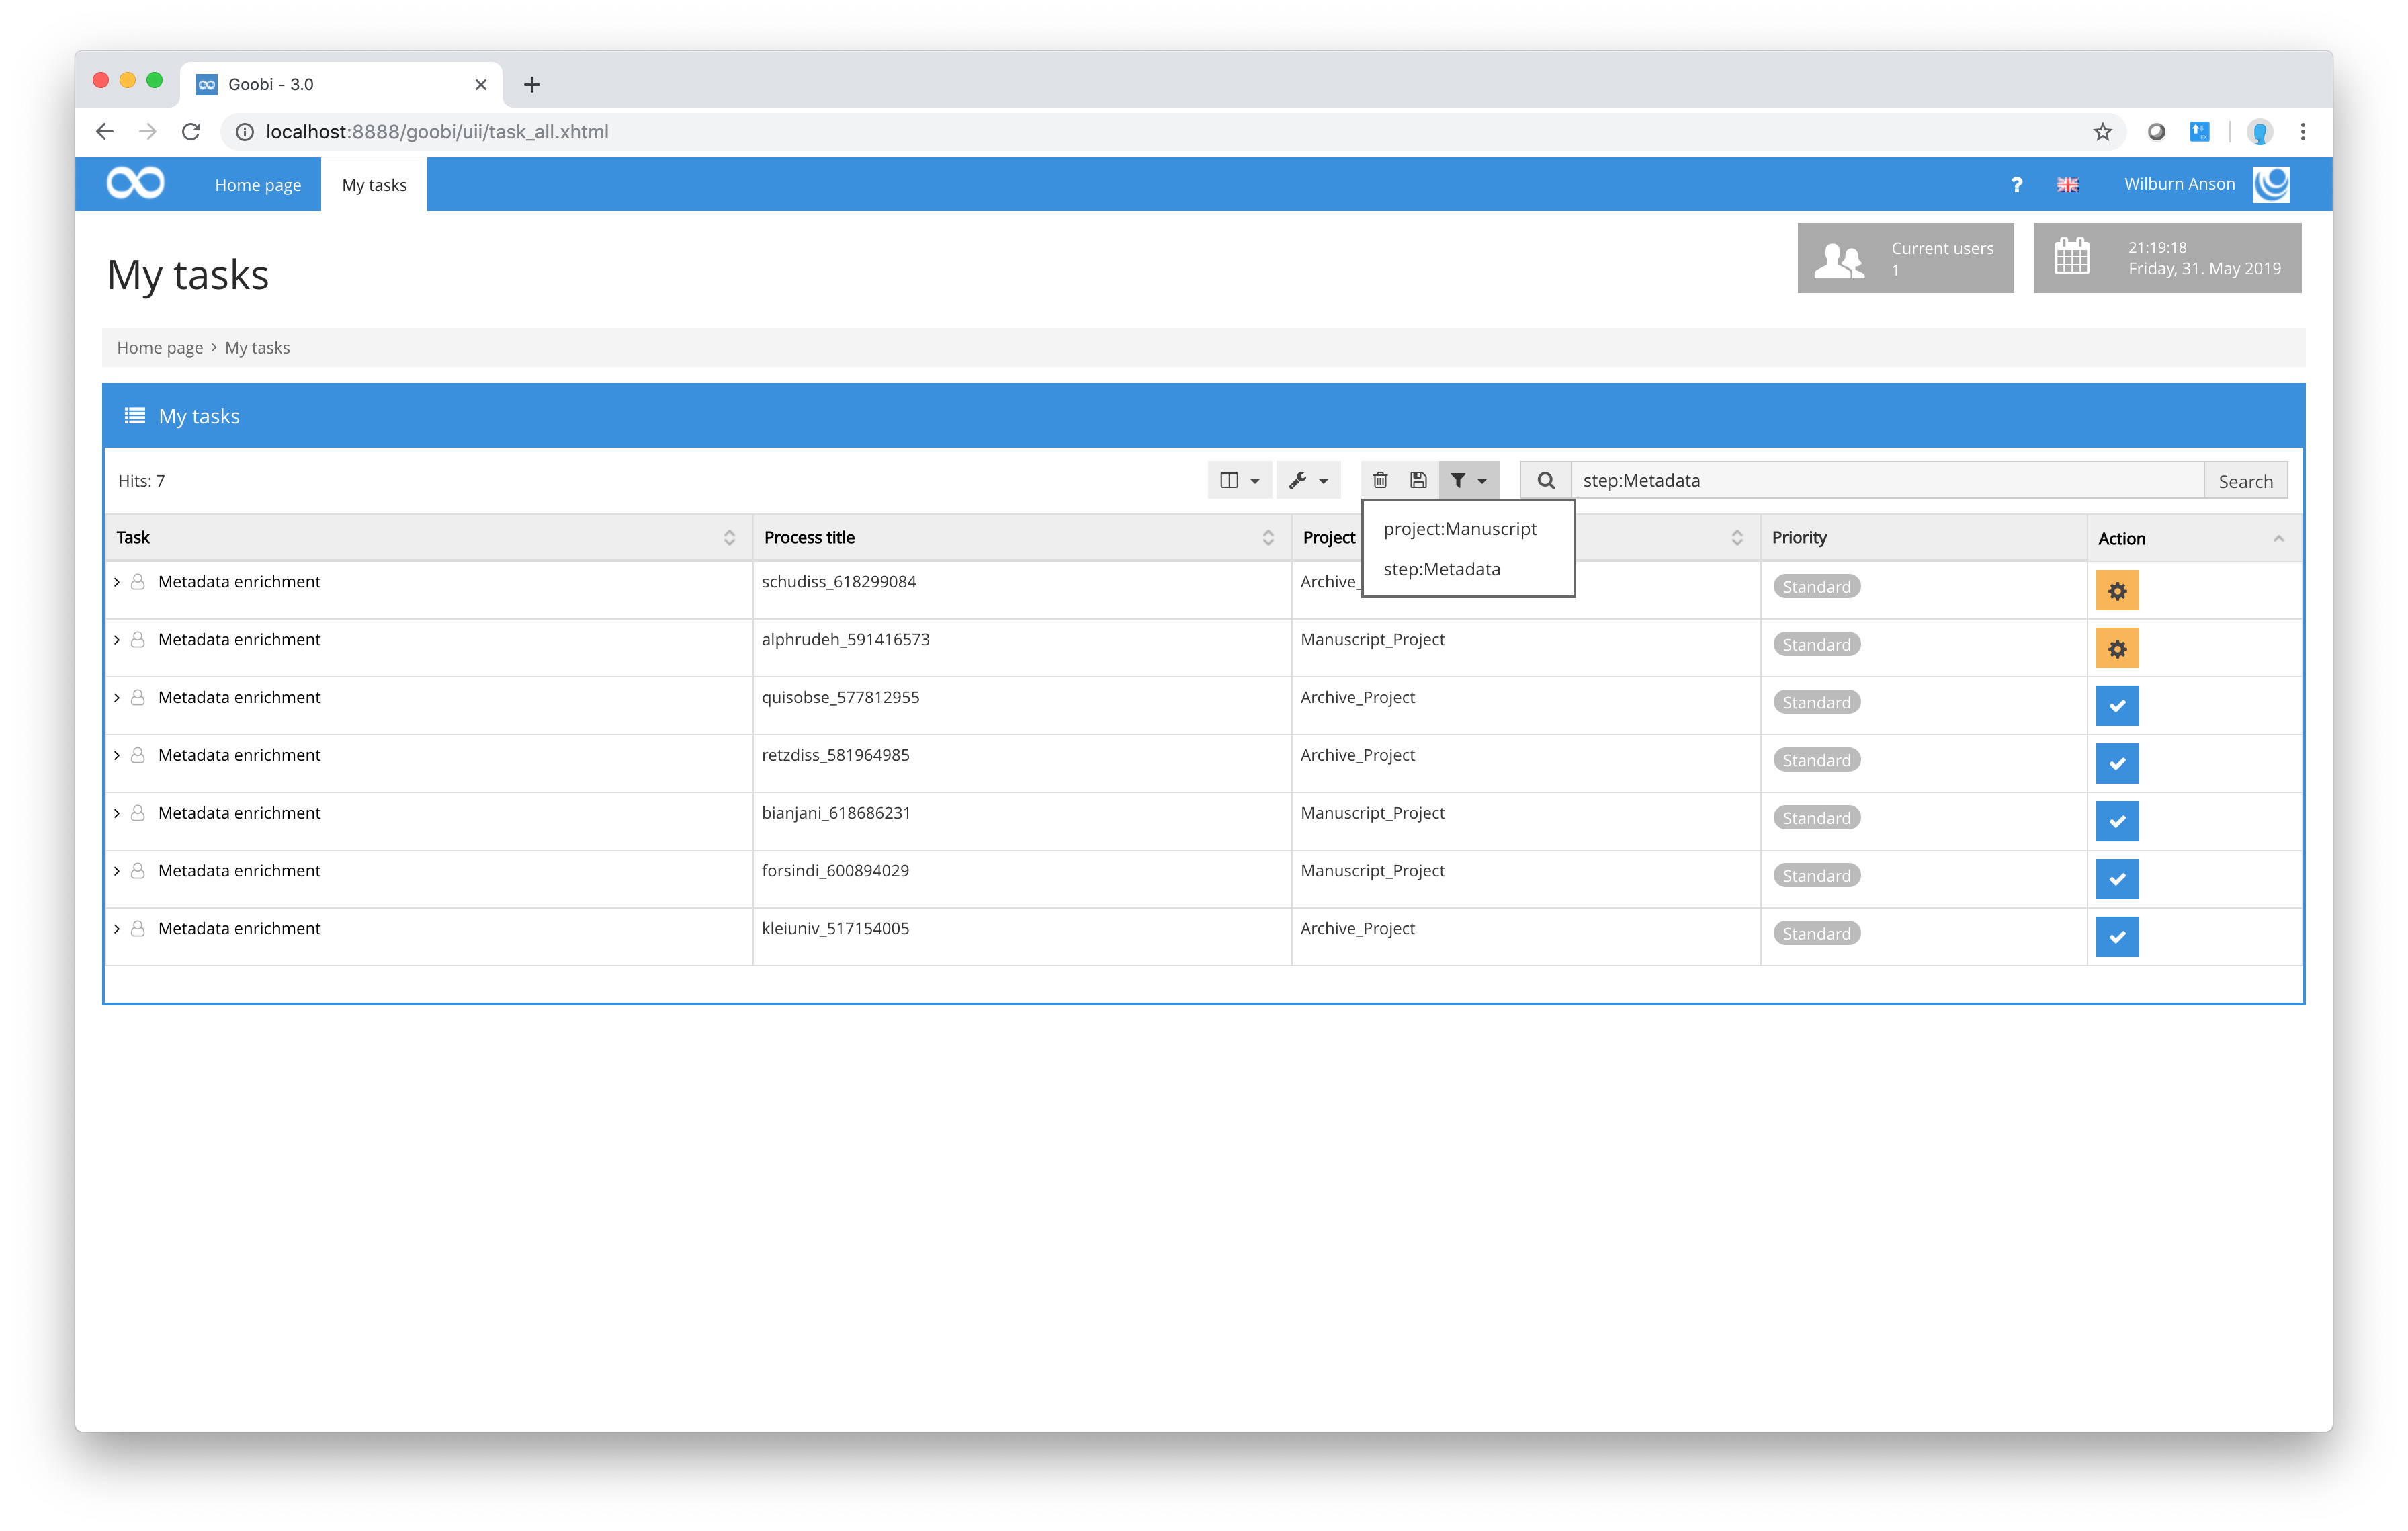 Goobi - 3.0
localhost:8888/goobi/uii/task_all.xhtml
Home page
My tasks
?
Wilburn Anson
My tasks
Current users
1
21:19:18
Friday, 31. May 2019
Home page > My tasks
My tasks
Hits: 7
step:Metadata
Search
project:Manuscript
step:Metadata
Task Process title Project Priority Action
Metadata enrichment schudiss_618299084 Archive_ Standard
Metadata enrichment alphrudeh_591416573 Manuscript_Project Standard
Metadata enrichment quisobse_577812955 Archive_Project Standard
Metadata enrichment retzdiss_581964985 Archive_Project Standard
Metadata enrichment bianjani_618686231 Manuscript_Project Standard
Metadata enrichment forsindi_600894029 Manuscript_Project Standard
Metadata enrichment kleiuniv_517154005 Archive_Project Standard